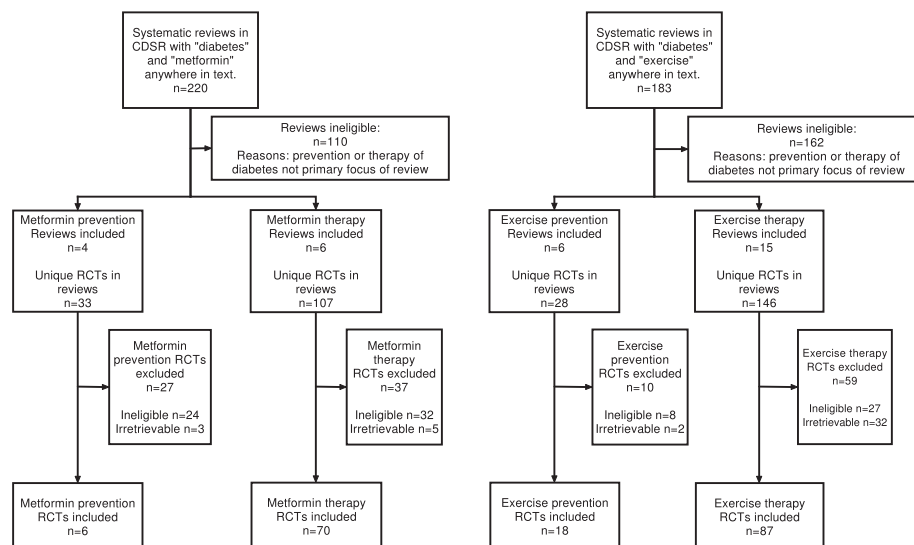 Systematic reviews in
CDSR with "diabetes"
and "metformin"
anywhere in text.
n=220
Systematic reviews in
CDSR with "diabetes"
and "exercise"
anywhere in text.
n=183
Reviews ineligible:
n=110
Reasons: prevention or therapy of
diabetes not primary focus of review
Reviews ineligible:
n=162
Reasons: prevention or therapy of
diabetes not primary focus of review
Metformin prevention
Reviews included
n=4
Unique RCTs in
reviews
n=33
Metformin therapy
Reviews included
n=6
Unique RCTs in
reviews
n=107
Exercise prevention
Reviews included
n=6
Unique RCTs in
reviews
n=28
Exercise therapy
Reviews included
n=15
Unique RCTs in
reviews
n=146
Metformin
prevention RCTs
excluded
n=27
Ineligible n=24
Irretrievable n=3
Metformin
therapy
RCTs excluded
n=37
Ineligible n=32
Irretrievable n=5
Exercise
prevention
RCTs excluded
n=10
Ineligible n=8
Irretrievable n=2
Exercise therapy
RCTs excluded
n=59
Ineligible n=27
Irretrievable n=32
Metformin prevention
RCTs included
n=6
Metformin therapy
RCTs included
n=70
Exercise prevention
RCTs included
n=18
Exercise therapy
RCTs included
n=87